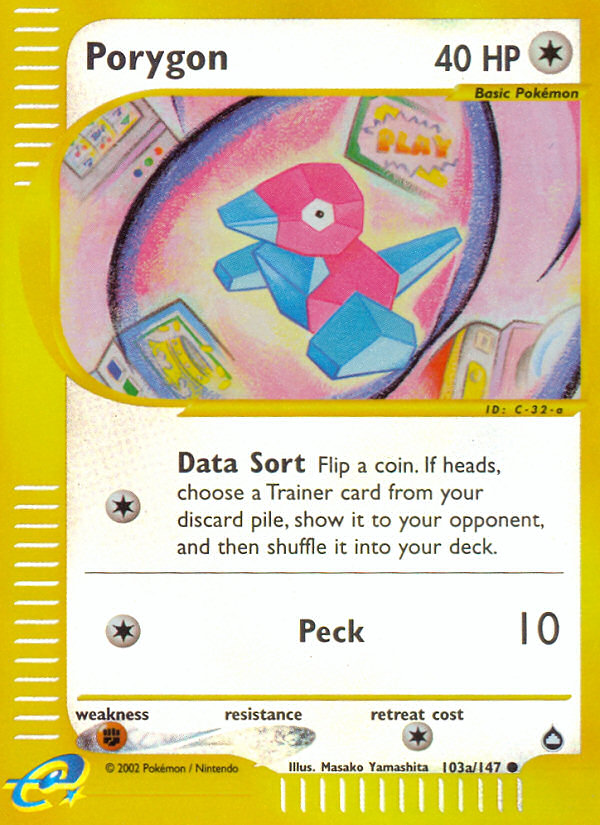 Porygon
40 HP
Basic Pokémon
PLAY
ID: C-32-a
Data Sort Flip a coin. If heads,
choose a Trainer card from your
discard pile, show it to your opponent,
and then shuffle it into your deck.
Peck 10
weakness resistance retreat cost
© 2002 Pokémon / Nintendo Illus. Masako Yamashita 103a/147
e